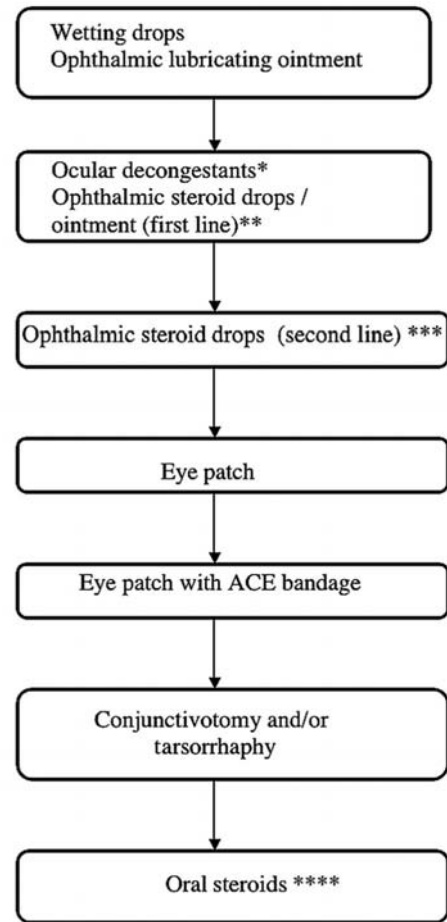 Wetting drops
Ophthalmic lubricating ointment
Ocular decongestants*
Ophthalmic steroid drops /
ointment (first line)**
Ophthalmic steroid drops (second line) ***
Eye patch
Eye patch with ACE bandage
Conjunctivotomy and/or
tarsorrhaphy
Oral steroids ****